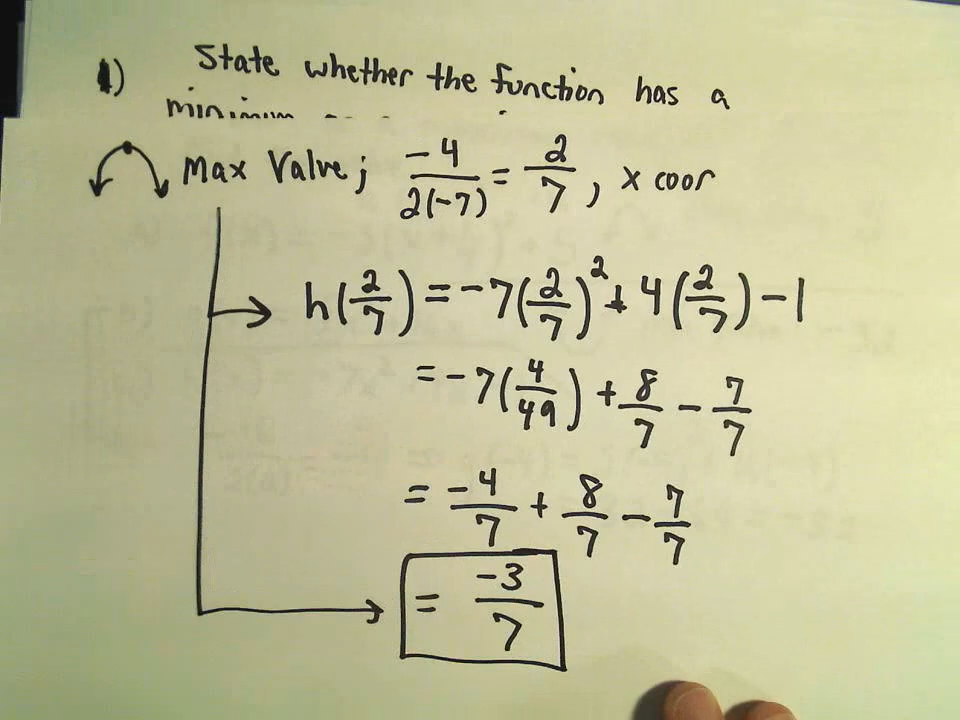 1) State whether the function has a
minimum
Max Value; -4/2(-7) = 2/7, x coor
h(2/7) = -7(2/7)² + 4(2/7) - 1
= -7(4/49) + 8/7 - 7/7
= -4/7 + 8/7 - 7/7
= -3/7